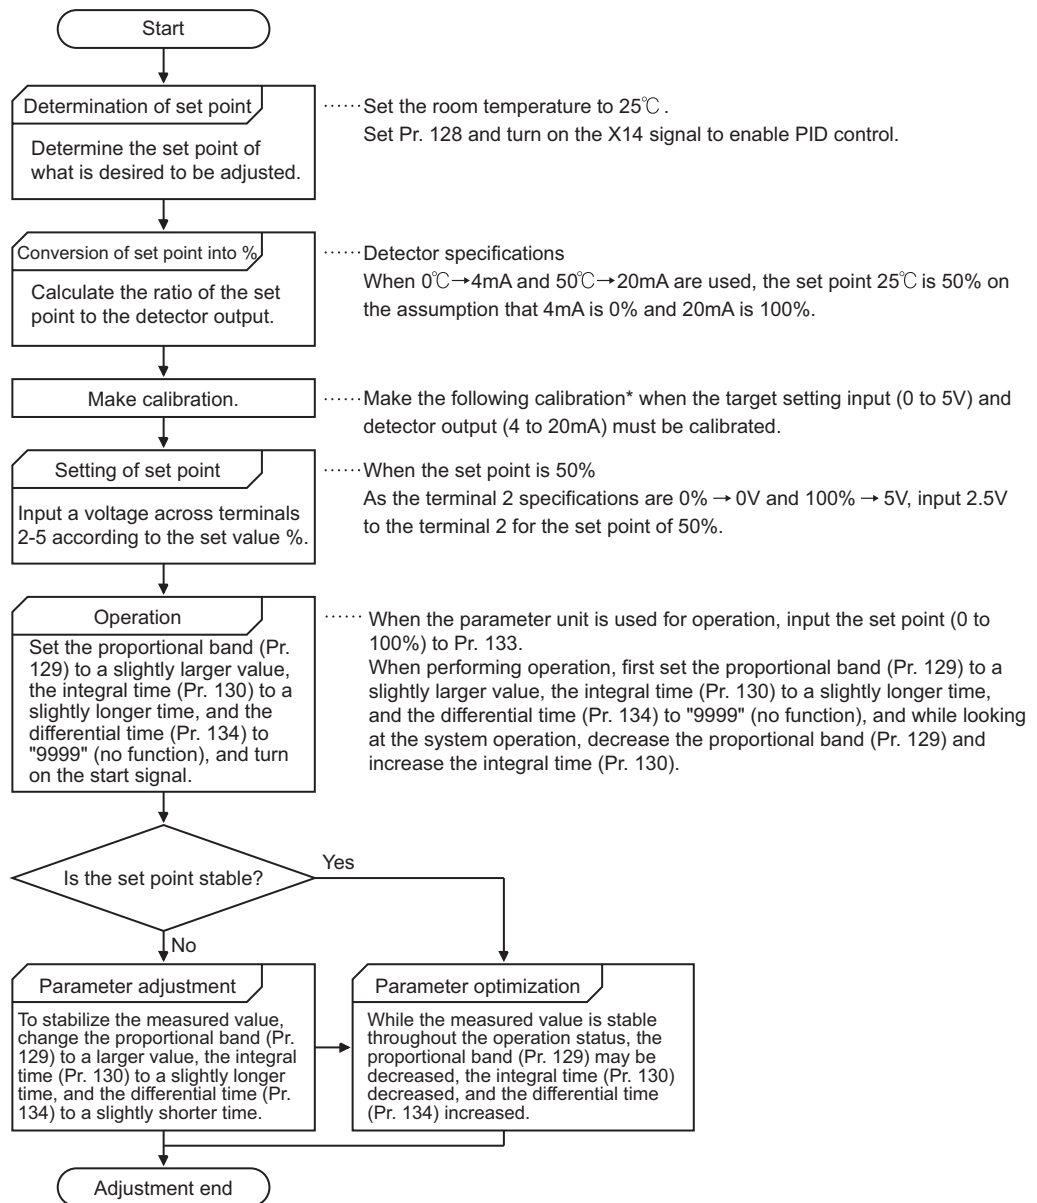 Start
Determination of set point
Determine the set point of
what is desired to be adjusted.
······Set the room temperature to 25℃.
Set Pr. 128 and turn on the X14 signal to enable PID control.
Conversion of set point into %
Calculate the ratio of the set
point to the detector output.
······Detector specifications
When 0℃→4mA and 50℃→20mA are used, the set point 25℃ is 50% on
the assumption that 4mA is 0% and 20mA is 100%.
Make calibration.
······Make the following calibration* when the target setting input (0 to 5V) and
detector output (4 to 20mA) must be calibrated.
Setting of set point
Input a voltage across terminals
2-5 according to the set value %.
······When the set point is 50%
As the terminal 2 specifications are 0% → 0V and 100% → 5V, input 2.5V
to the terminal 2 for the set point of 50%.
Operation
Set the proportional band (Pr.
129) to a slightly larger value,
the integral time (Pr. 130) to a
slightly longer time, and the
differential time (Pr. 134) to
"9999" (no function), and turn
on the start signal.
······ When the parameter unit is used for operation, input the set point (0 to
100%) to Pr. 133.
When performing operation, first set the proportional band (Pr. 129) to a
slightly larger value, the integral time (Pr. 130) to a slightly longer time,
and the differential time (Pr. 134) to "9999" (no function), and while looking
at the system operation, decrease the proportional band (Pr. 129) and
increase the integral time (Pr. 130).
Is the set point stable?
Yes
No
Parameter adjustment
To stabilize the measured value,
change the proportional band (Pr.
129) to a larger value, the integral
time (Pr. 130) to a slightly longer
time, and the differential time (Pr.
134) to a slightly shorter time.
Parameter optimization
While the measured value is stable
throughout the operation status, the
proportional band (Pr. 129) may be
decreased, the integral time (Pr. 130)
decreased, and the differential time
(Pr. 134) increased.
Adjustment end